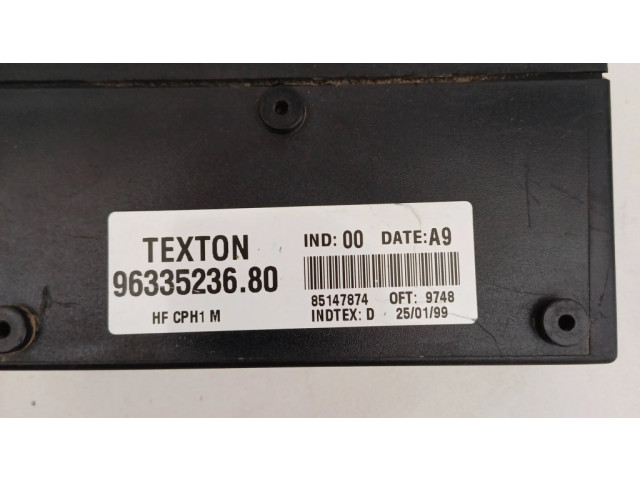 TEXTON
96335236.80
HF CPH1 M
IND: 00 DATE: A9
85147874 OFT: 9748
INDTEX: D 25/01/99